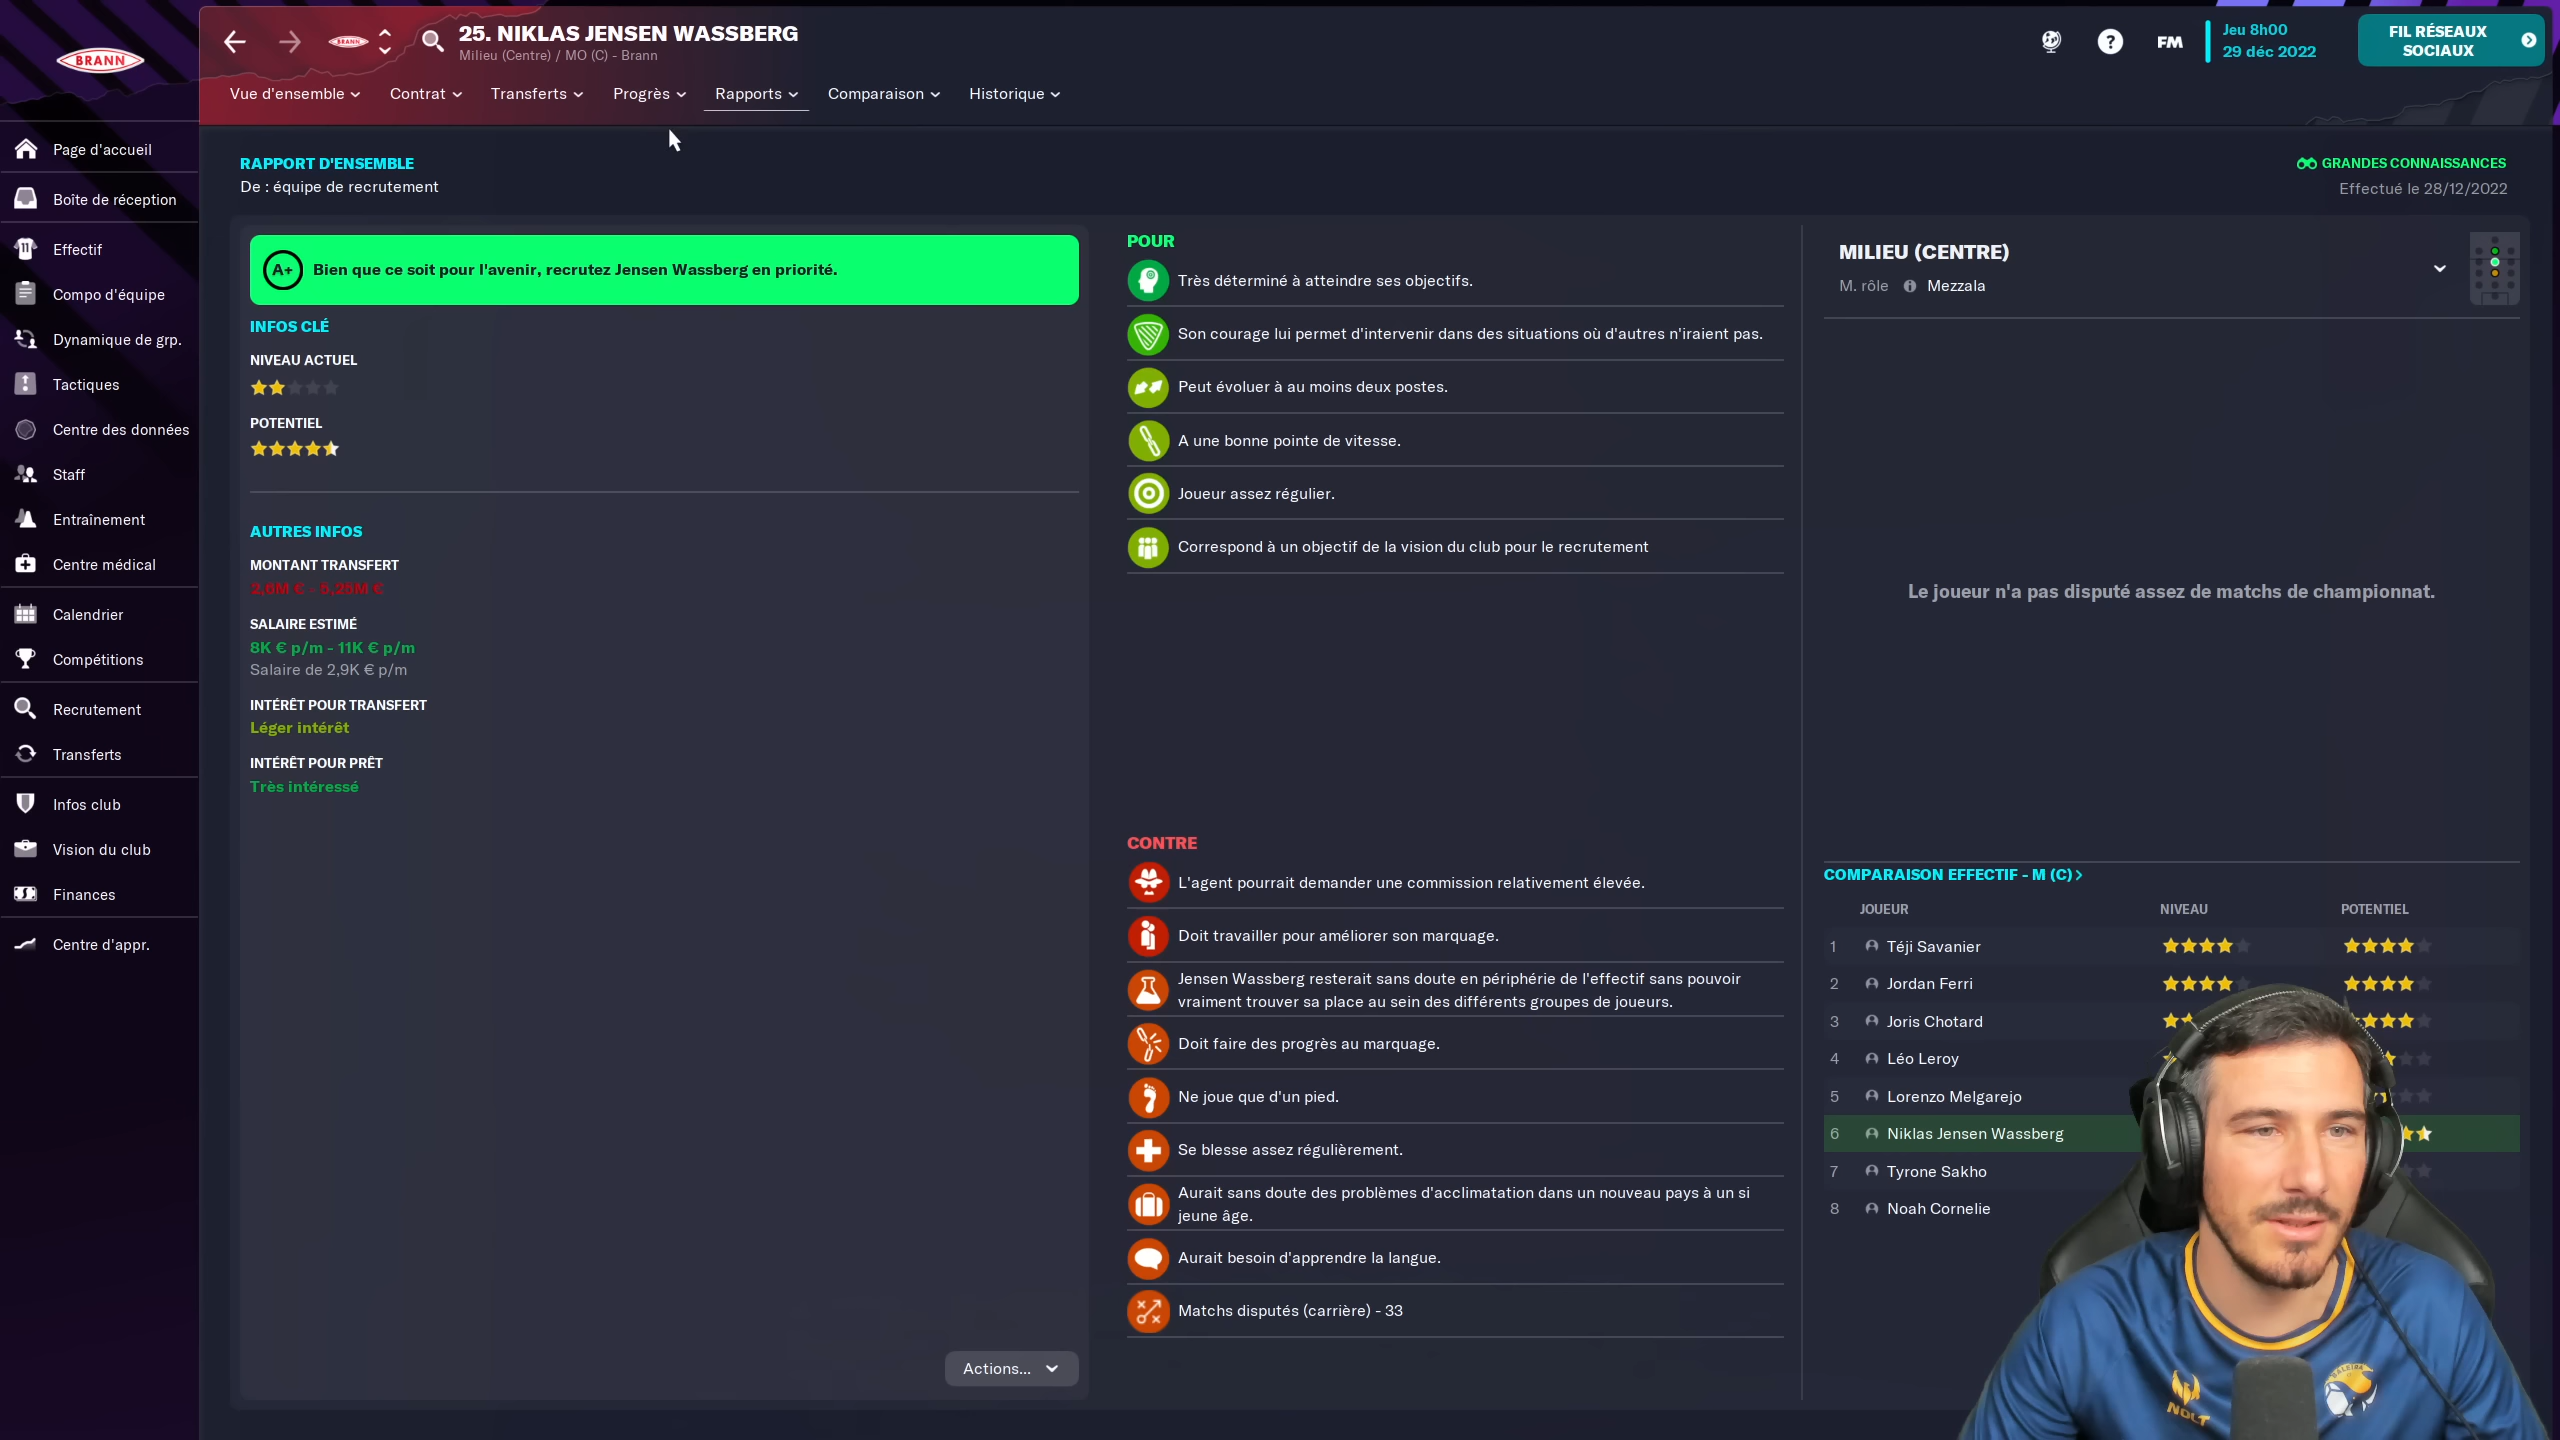 BRANN
BRANN
25. NIKLAS JENSEN WASSBERG
Milieu (Centre) / MO (C) - Brann
FM
Jeu 8h00
29 déc 2022
FIL RÉSEAUX
SOCIAUX
Vue d'ensemble
Contrat
Transferts
Progrès
Rapports
Comparaison
Historique
Page d'accueil
Boîte de réception
Effectif
Compo d'équipe
Dynamique de grp.
Tactiques
Centre des données
Staff
Entraînement
Centre médical
Calendrier
Compétitions
Recrutement
Transferts
Infos club
Vision du club
Finances
Centre d'appr.
RAPPORT D'ENSEMBLE
De : équipe de recrutement
GRANDES CONNAISSANCES
Effectué le 28/12/2022
A+
Bien que ce soit pour l'avenir, recrutez Jensen Wassberg en priorité.
INFOS CLÉ
NIVEAU ACTUEL
POTENTIEL
AUTRES INFOS
MONTANT TRANSFERT
2,6M € - 5,25M €
SALAIRE ESTIMÉ
8K € p/m - 11K € p/m
Salaire de 2,9K € p/m
INTÉRÊT POUR TRANSFERT
Léger intérêt
INTÉRÊT POUR PRÊT
Très intéressé
Actions...
POUR
Très déterminé à atteindre ses objectifs.
Son courage lui permet d'intervenir dans des situations où d'autres n'iraient pas.
Peut évoluer à au moins deux postes.
A une bonne pointe de vitesse.
Joueur assez régulier.
Correspond à un objectif de la vision du club pour le recrutement
CONTRE
L'agent pourrait demander une commission relativement élevée.
Doit travailler pour améliorer son marquage.
Jensen Wassberg resterait sans doute en périphérie de l'effectif sans pouvoir
vraiment trouver sa place au sein des différents groupes de joueurs.
Doit faire des progrès au marquage.
Ne joue que d'un pied.
Se blesse assez régulièrement.
Aurait sans doute des problèmes d'acclimatation dans un nouveau pays à un si
jeune âge.
Aurait besoin d'apprendre la langue.
Matchs disputés (carrière) - 33
MILIEU (CENTRE)
M. rôle Mezzala
Le joueur n'a pas disputé assez de matchs de championnat.
COMPARAISON EFFECTIF - M (C)
JOUEUR NIVEAU POTENTIEL
1 Téji Savanier
2 Jordan Ferri
3 Joris Chotard
4 Léo Leroy
5 Lorenzo Melgarejo
6 Niklas Jensen Wassberg
7 Tyrone Sakho
8 Noah Cornelie
NOLT